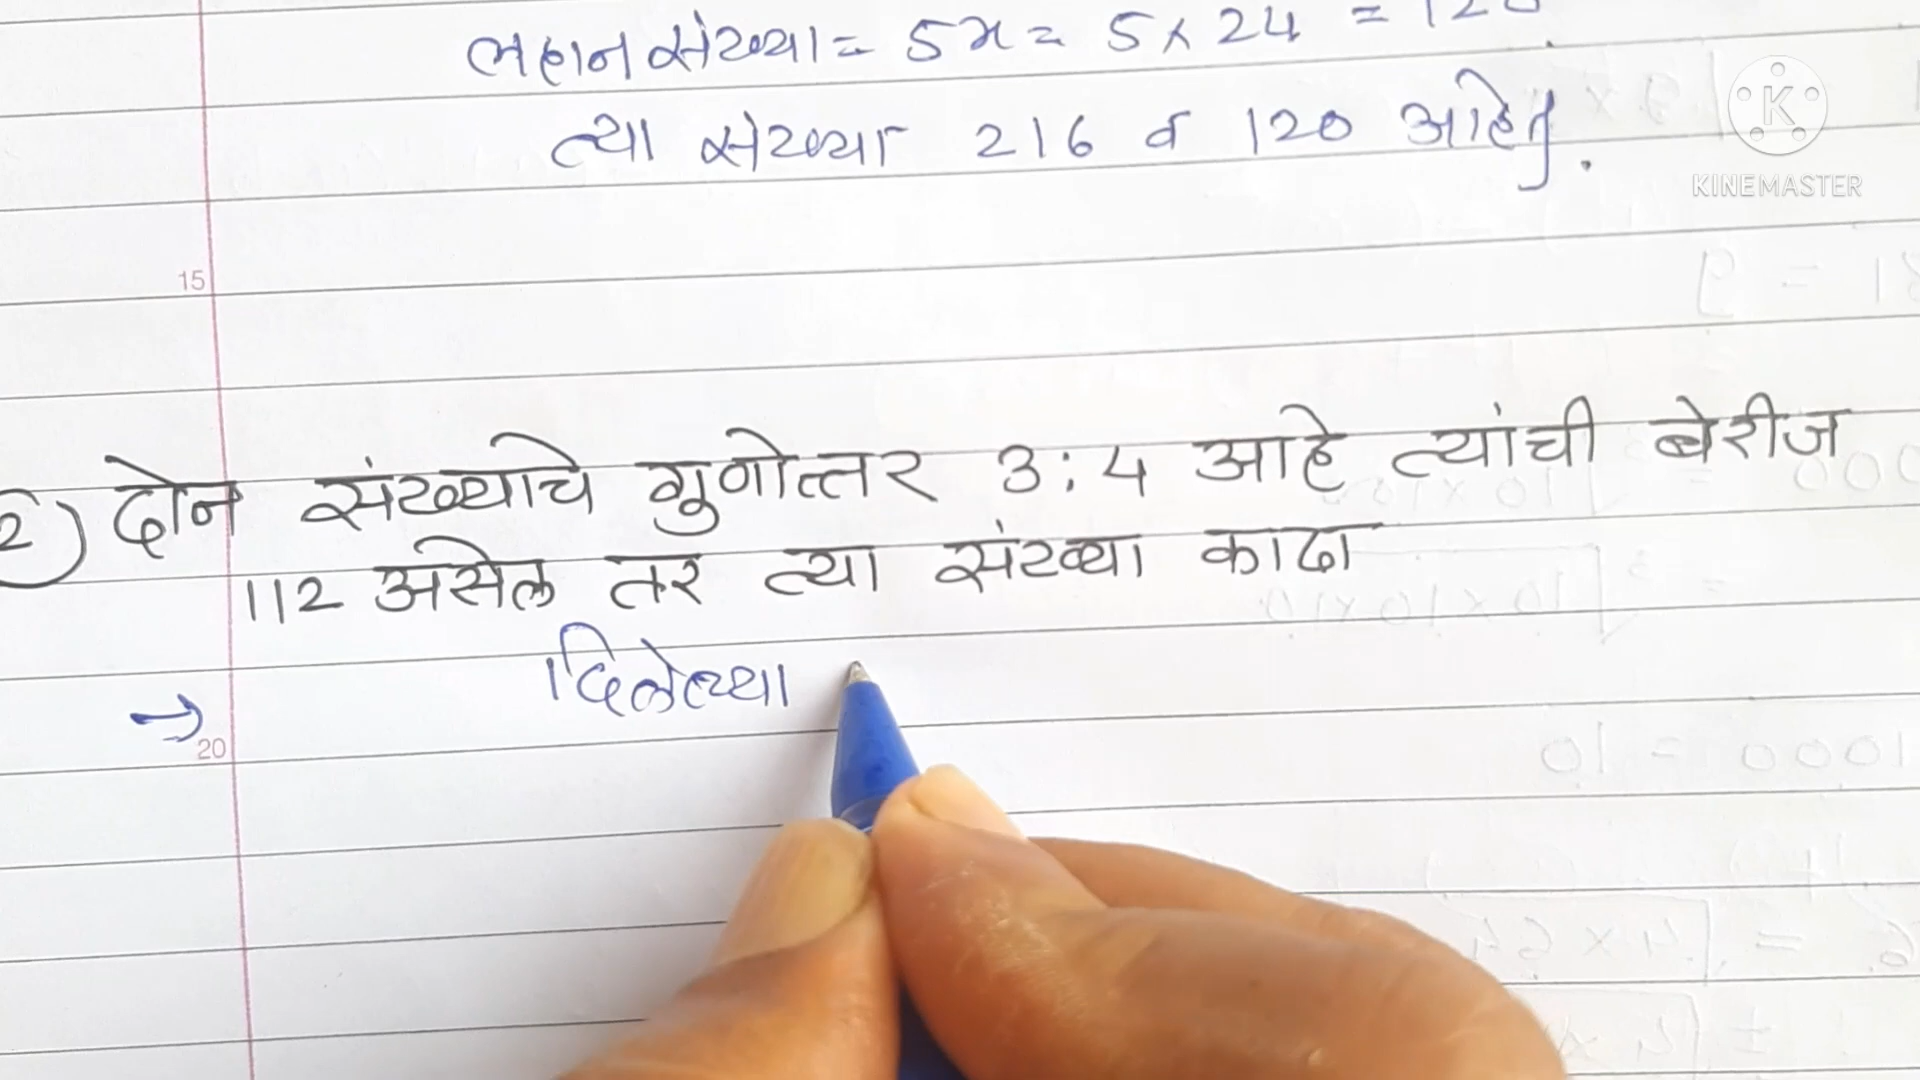 लहान संख्या = 5x = 5 × 24 = 120
त्या संख्या 216 व 120 आहेत.
KINEMASTER
15
2) दोन संख्याचे गुणोत्तर 3:4 आहे त्यांची बेरीज
112 असेल तर त्या संख्या काढा
→ दिलेल्या
20